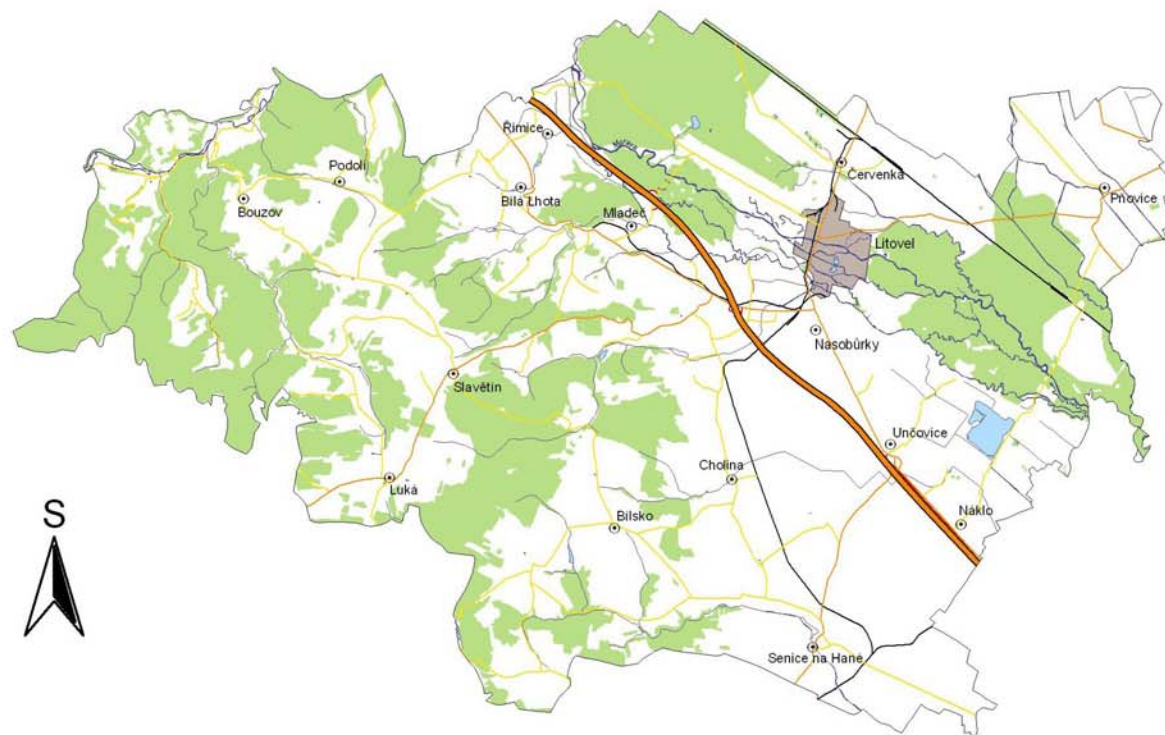 Řimice
Červenka
Podolí
Bílá Lhota
Pňovice
Bouzov
Mladeč
Litovel
Nasobůrky
Slavětín
Unčovice
Luká
Cholina
Bílsko
Náklo
S
Senice na Hané